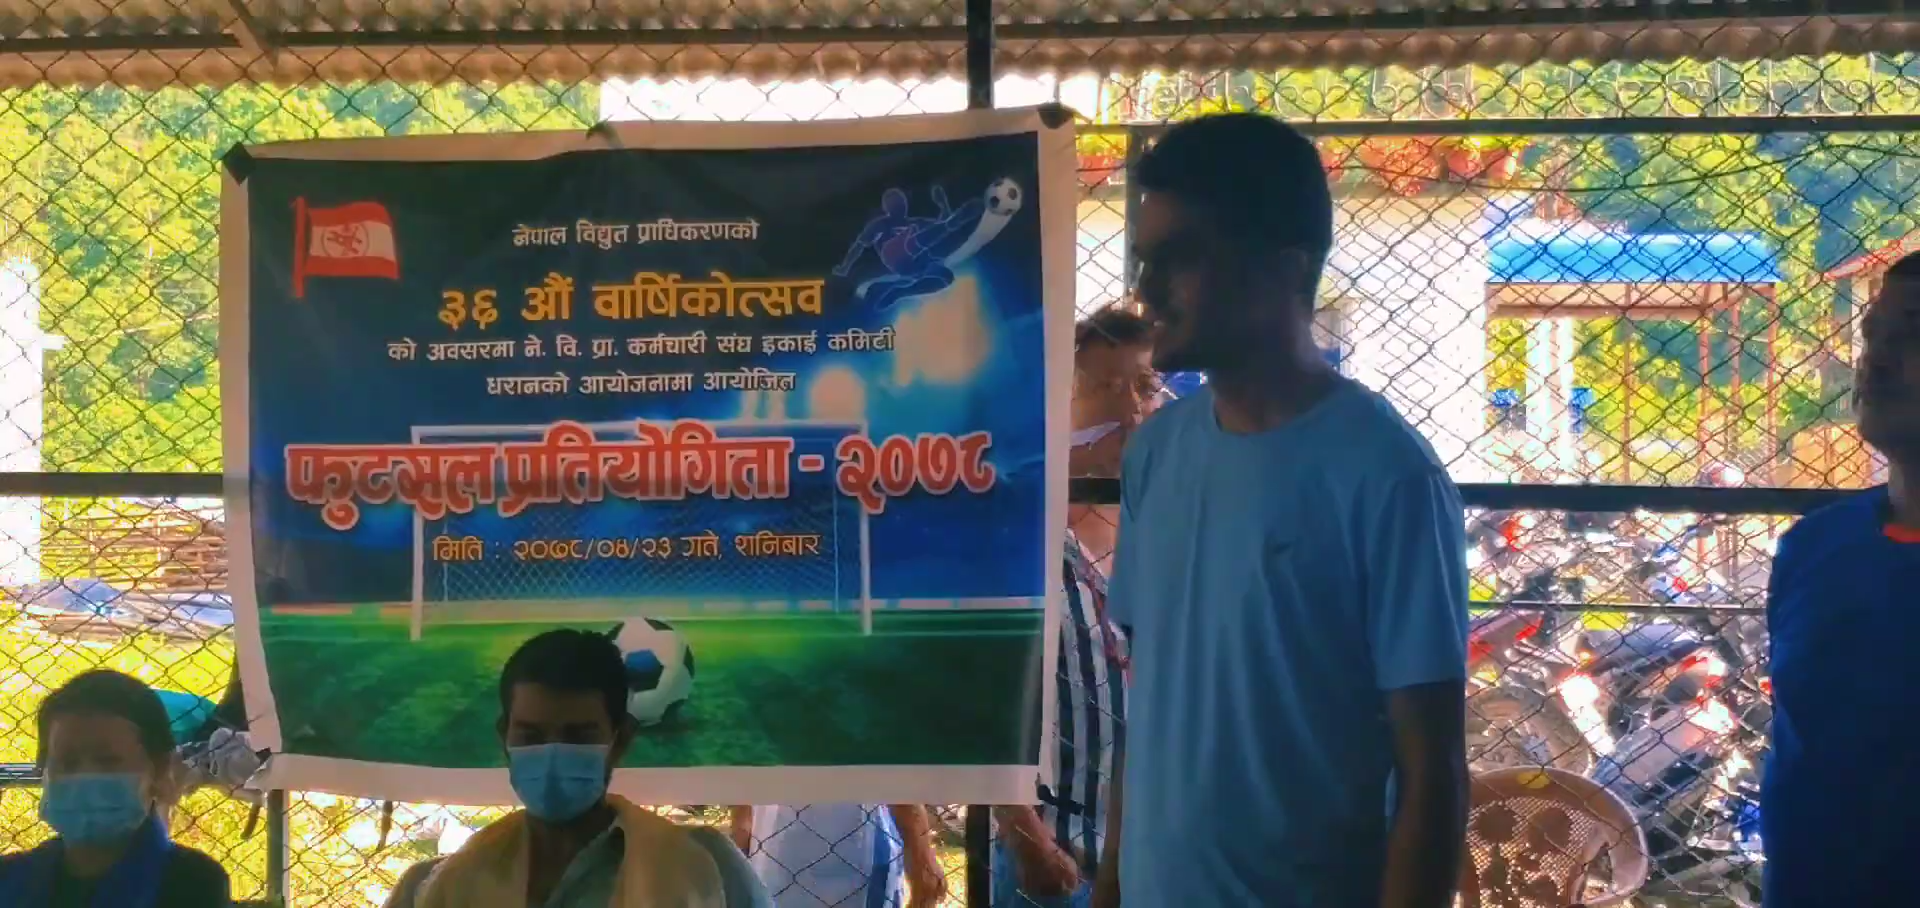 नेपाल विद्युत प्राधिकरणको
३६ औं वार्षिकोत्सव
को अवसरमा ने. वि. प्रा. कर्मचारी संघ इकाई कमिटी
धरानको आयोजनामा आयोजित
फुटसल प्रतियोगिता - २०७८
मिति : २०७८/०४/२३ गते, शनिबार